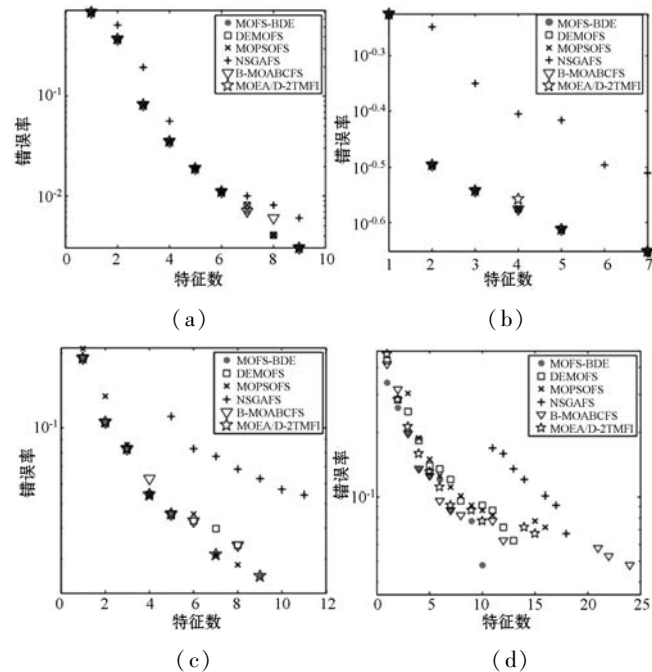 MOFS-BDE
DEMOFS
MOPSOFS
NSGAFS
B-MOABCFS
MOEA/D-2TMFI
错误率
10^-1
10^-2
0 2 4 6 8 10
特征数
(a)
MOFS-BDE
DEMOFS
MOPSOFS
NSGAFS
B-MOABCFS
MOEA/D-2TMFI
错误率
10^-0.3
10^-0.4
10^-0.5
10^-0.6
1 2 3 4 5 6 7
特征数
(b)
MOFS-BDE
DEMOFS
MOPSOFS
NSGAFS
B-MOABCFS
MOEA/D-2TMFI
错误率
10^-1
0 2 4 6 8 10 12
特征数
(c)
MOFS-BDE
DEMOFS
MOPSOFS
NSGAFS
B-MOABCFS
MOEA/D-2TMFI
错误率
10^-1
0 5 10 15 20 25
特征数
(d)